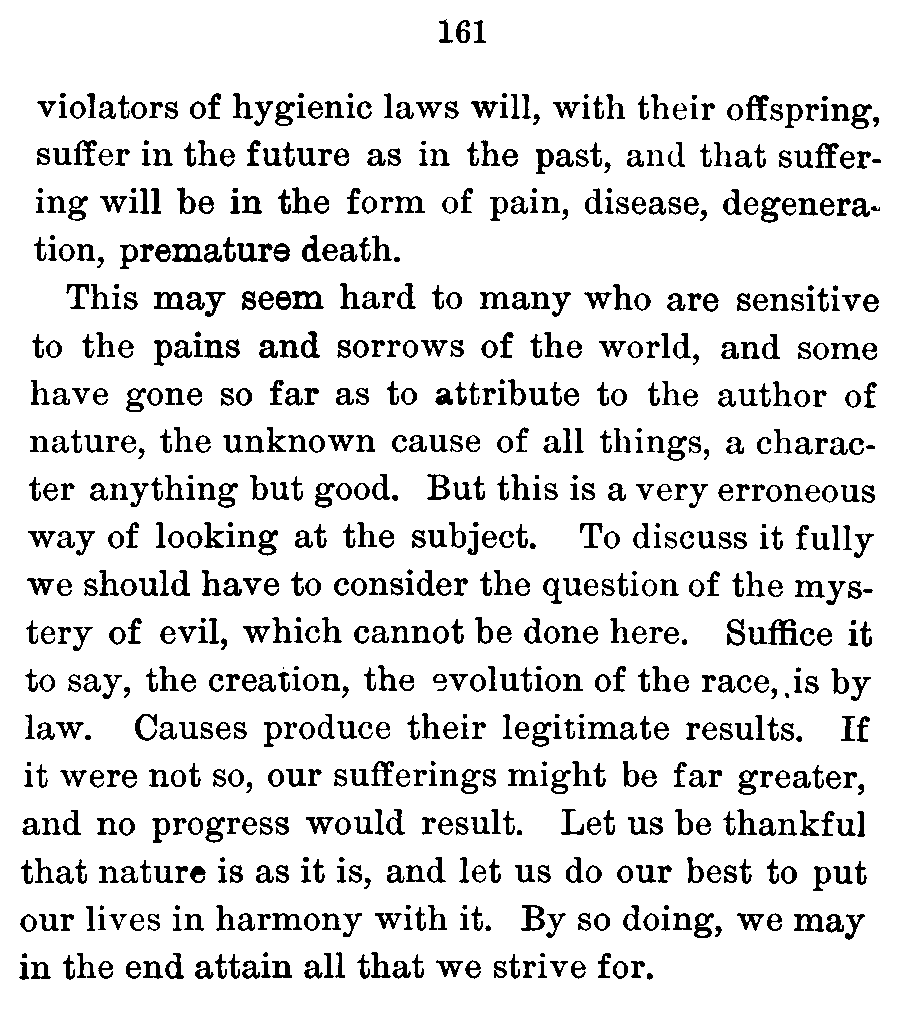 161
violators of hygienic laws will, with their offspring,
suffer in the future as in the past, and that suffer-
ing will be in the form of pain, disease, degenera-
tion, premature death.
This may seem hard to many who are sensitive
to the pains and sorrows of the world, and some
have gone so far as to attribute to the author of
nature, the unknown cause of all things, a charac-
ter anything but good. But this is a very erroneous
way of looking at the subject. To discuss it fully
we should have to consider the question of the mys-
tery of evil, which cannot be done here. Suffice it
to say, the creation, the evolution of the race, is by
law. Causes produce their legitimate results. If
it were not so, our sufferings might be far greater,
and no progress would result. Let us be thankful
that nature is as it is, and let us do our best to put
our lives in harmony with it. By so doing, we may
in the end attain all that we strive for.